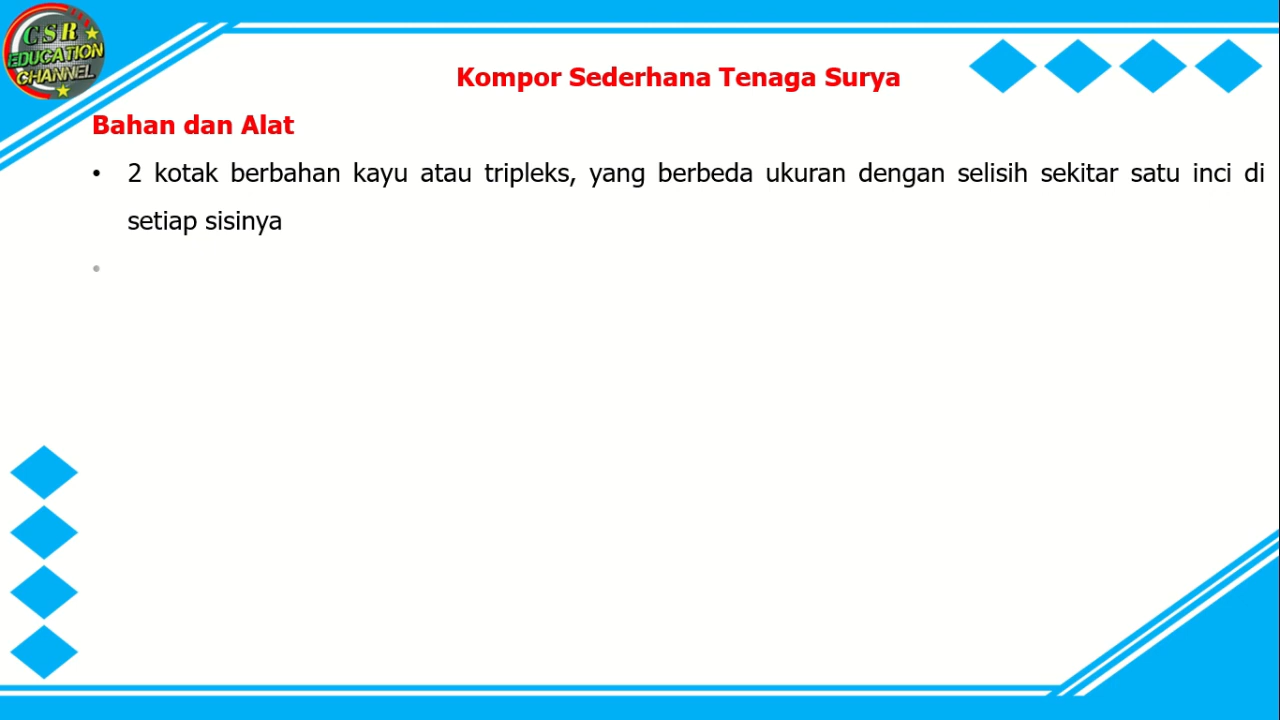 CSR
EDUCATION
CHANNEL
Kompor Sederhana Tenaga Surya
Bahan dan Alat
• 2 kotak berbahan kayu atau tripleks, yang berbeda ukuran dengan selisih sekitar satu inci di
setiap sisinya
•